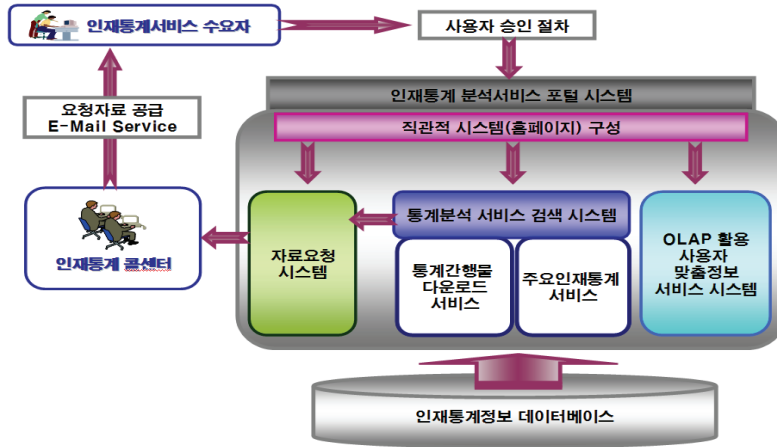 인재통계서비스 수요자
사용자 승인 절차
인재통계 분석서비스 포털 시스템
요청자료 공급
E-Mail Service
직관적 시스템(홈페이지) 구성
통계분석 서비스 검색 시스템
자료요청
시스템
통계간행물
다운로드
서비스
주요인재통계
서비스
OLAP 활용
사용자
맞춤정보
서비스 시스템
인재통계 콜센터
인재통계정보 데이터베이스